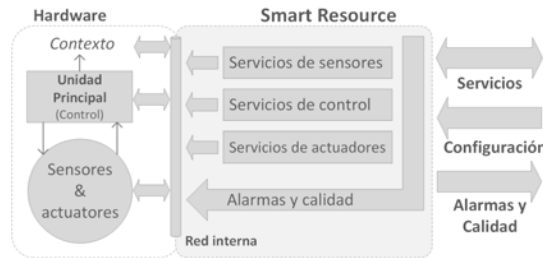 Hardware
Smart Resource
Contexto
Unidad
Principal
(Control)
Sensores
&
actuatores
Servicios de sensores
Servicios de control
Servicios de actuadores
Alarmas y calidad
Red interna
Servicios
Configuración
Alarmas y
Calidad